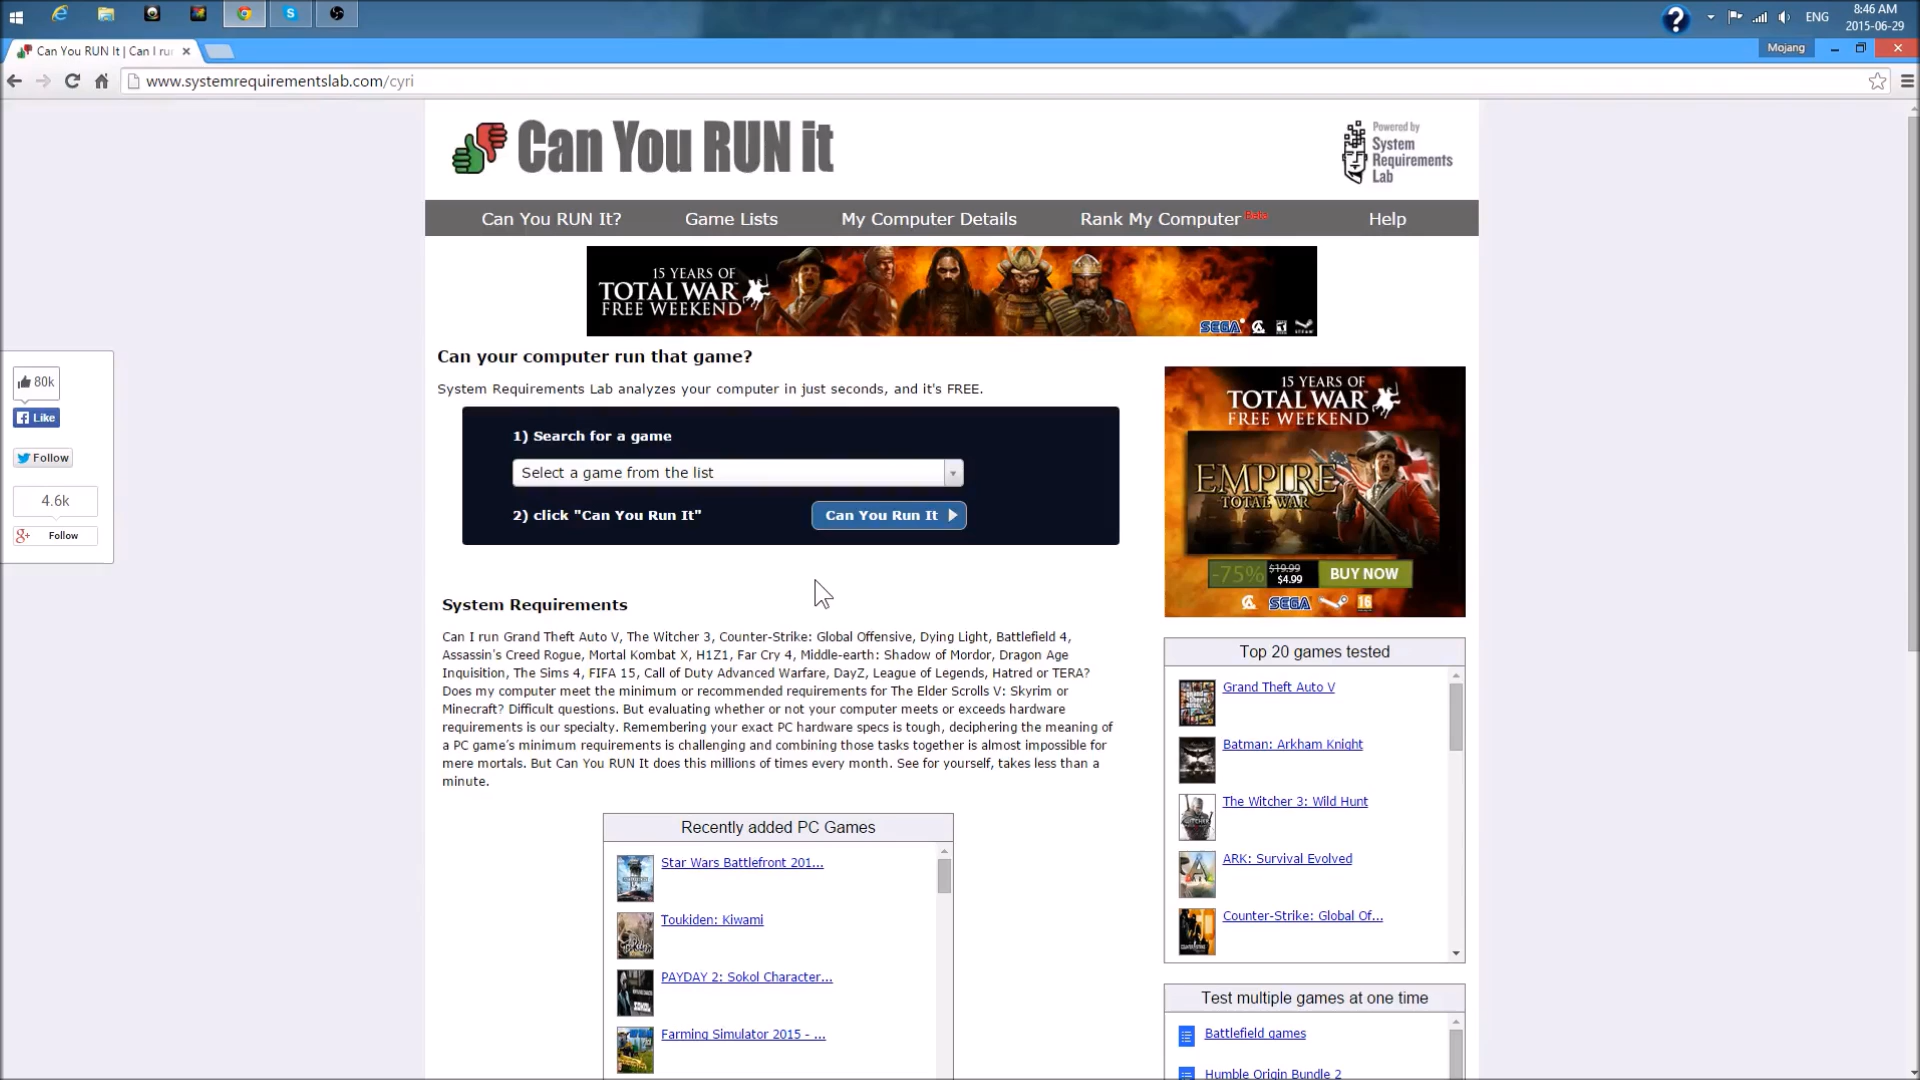 8:46 AM
ENG
2015-06-29
Can You RUN It | Can I ru
Mojang
www.systemrequirementslab.com/cyri
Can You RUN it
Powered by
System
Requirements
Lab
Can You RUN It?
Game Lists
My Computer Details
Rank My Computer Beta
Help
15 YEARS OF
TOTAL WAR
FREE WEEKEND
SEGA
STEAM
Can your computer run that game?
System Requirements Lab analyzes your computer in just seconds, and it's FREE.
80k
Like
Follow
4.6k
g+ Follow
1) Search for a game
Select a game from the list
2) click "Can You Run It"
Can You Run It
15 YEARS OF
TOTAL WAR
FREE WEEKEND
EMPIRE
TOTAL WAR
-75%
$19.99
$4.99
BUY NOW
SEGA
16
System Requirements
Can I run Grand Theft Auto V, The Witcher 3, Counter-Strike: Global Offensive, Dying Light, Battlefield 4,
Assassin's Creed Rogue, Mortal Kombat X, H1Z1, Far Cry 4, Middle-earth: Shadow of Mordor, Dragon Age
Inquisition, The Sims 4, FIFA 15, Call of Duty Advanced Warfare, DayZ, League of Legends, Hatred or TERA?
Does my computer meet the minimum or recommended requirements for The Elder Scrolls V: Skyrim or
Minecraft? Difficult questions. But evaluating whether or not your computer meets or exceeds hardware
requirements is our specialty. Remembering your exact PC hardware specs is tough, deciphering the meaning of
a PC game's minimum requirements is challenging and combining those tasks together is almost impossible for
mere mortals. But Can You RUN It does this millions of times every month. See for yourself, takes less than a
minute.
Top 20 games tested
Grand Theft Auto V
Batman: Arkham Knight
The Witcher 3: Wild Hunt
ARK: Survival Evolved
Counter-Strike: Global Of...
Recently added PC Games
Star Wars Battlefront 201...
Toukiden: Kiwami
PAYDAY 2: Sokol Character...
Farming Simulator 2015 - ...
Test multiple games at one time
Battlefield games
Humble Origin Bundle 2